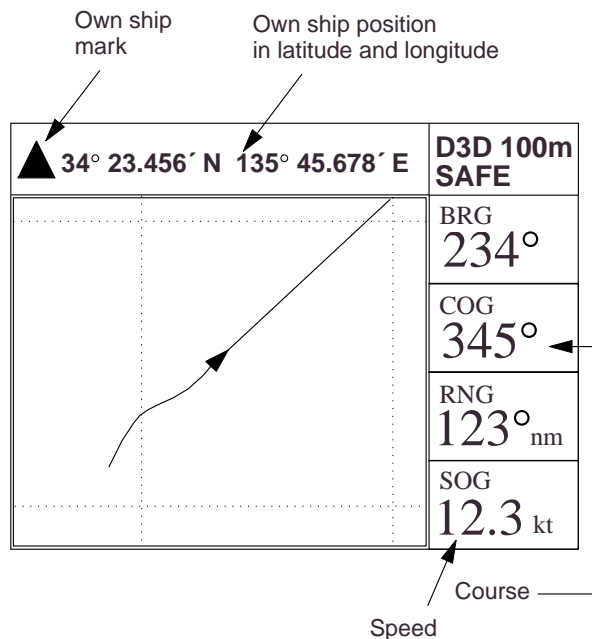 Own ship
mark
Own ship position
in latitude and longitude
34° 23.456´ N 135° 45.678´ E
D3D 100m
SAFE
BRG
234°
COG
345°
RNG
123°nm
SOG
12.3 kt
Course
Speed